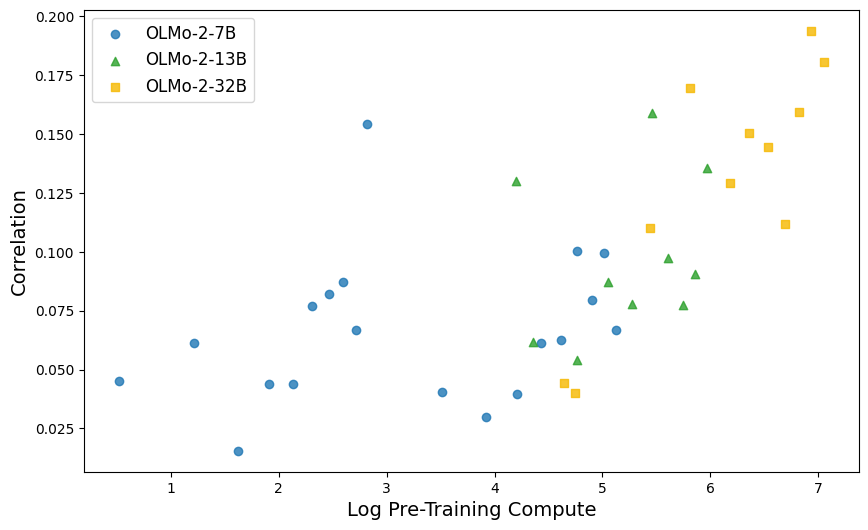 0.200
0.175
0.150
0.125
0.100
0.075
0.050
0.025
Correlation
OLMo-2-7B
OLMo-2-13B
OLMo-2-32B
1 2 3 4 5 6 7
Log Pre-Training Compute